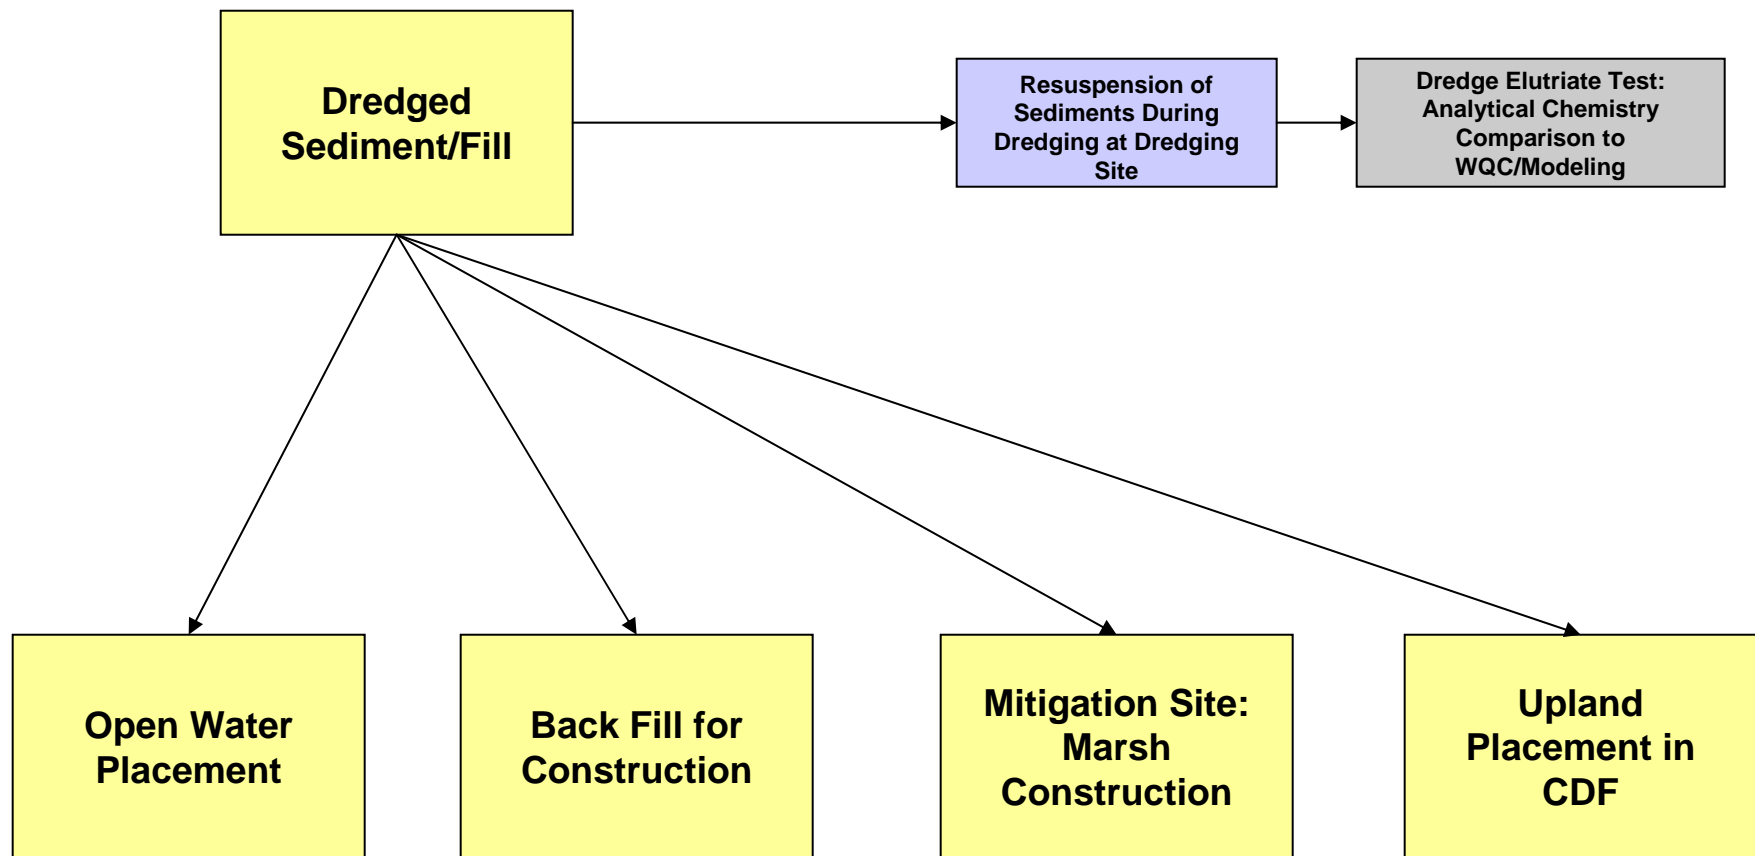 Dredged
Sediment/Fill
Resuspension of
Sediments During
Dredging at Dredging
Site
Dredge Elutriate Test:
Analytical Chemistry
Comparison to
WQC/Modeling
Open Water
Placement
Back Fill for
Construction
Mitigation Site:
Marsh
Construction
Upland
Placement in
CDF